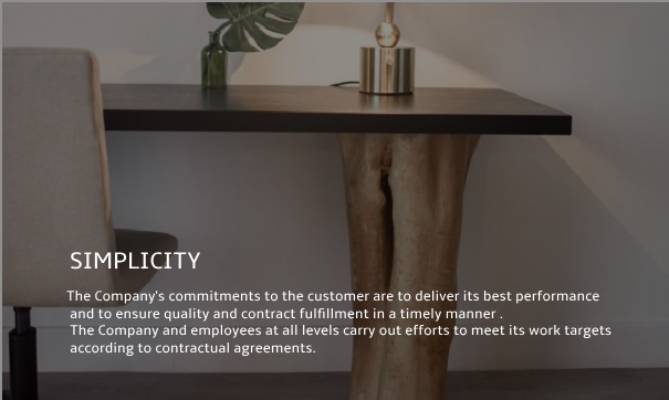 SIMPLICITY
The Company's commitments to the customer are to deliver its best performance
and to ensure quality and contract fulfillment in a timely manner .
The Company and employees at all levels carry out efforts to meet its work targets
according to contractual agreements.